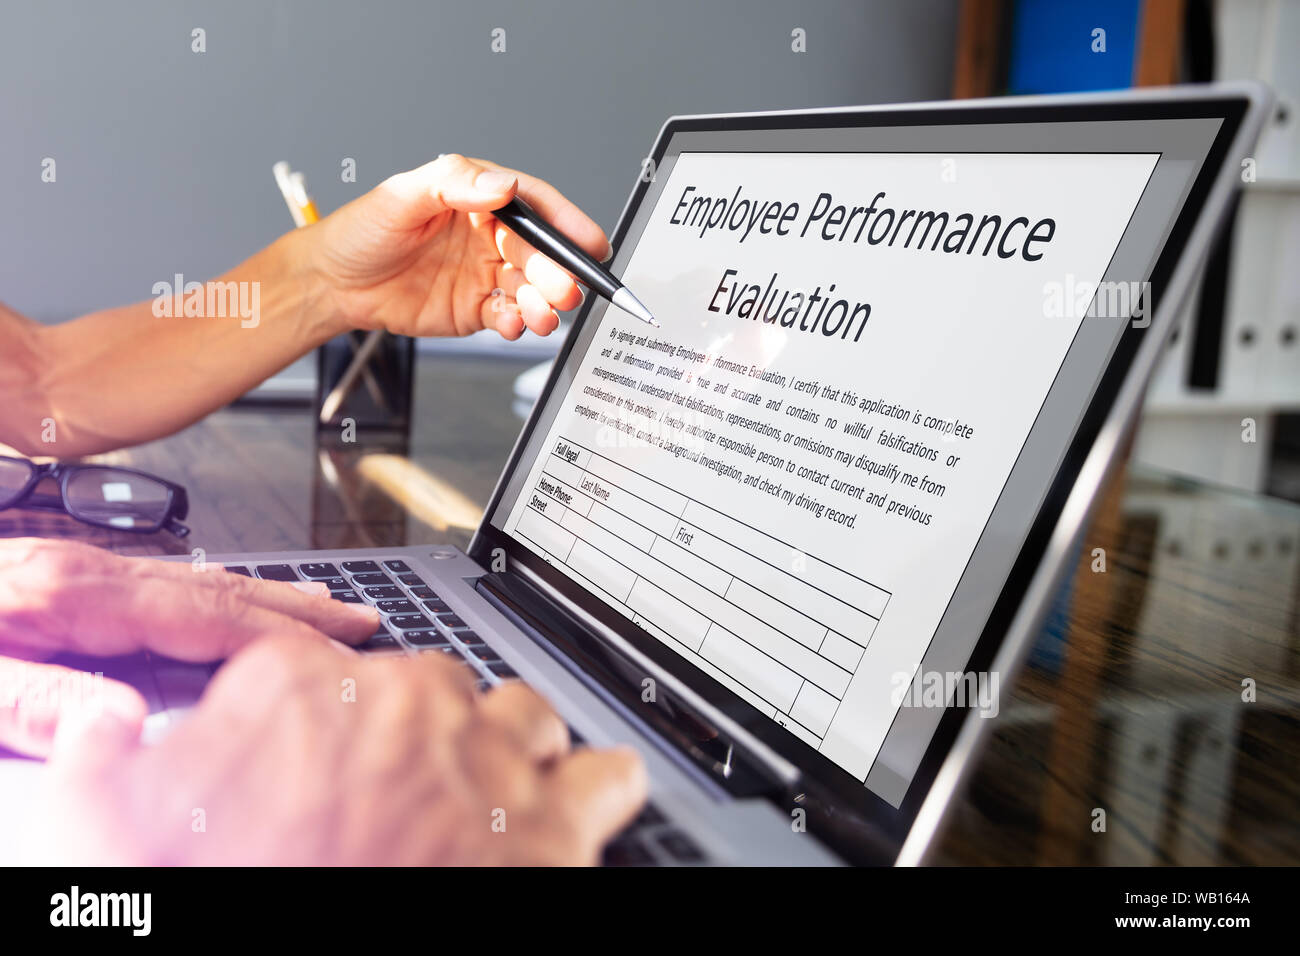 Employee Performance
Evaluation
By signing and submitting Employee Performance Evaluation, I certify that this application is complete
and all information provided is true and accurate and contains no willful falsifications or
misrepresentation. I understand that falsifications, representations, or omissions may disqualify me from
consideration to this position. I hereby authorize responsible person to contact current and previous
employers for verification, conduct a background investigation, and check my driving record.
Full legal
Last Name
First
Home Phone:
Street
a
alamy
alamy
Image ID: WB164A
www.alamy.com